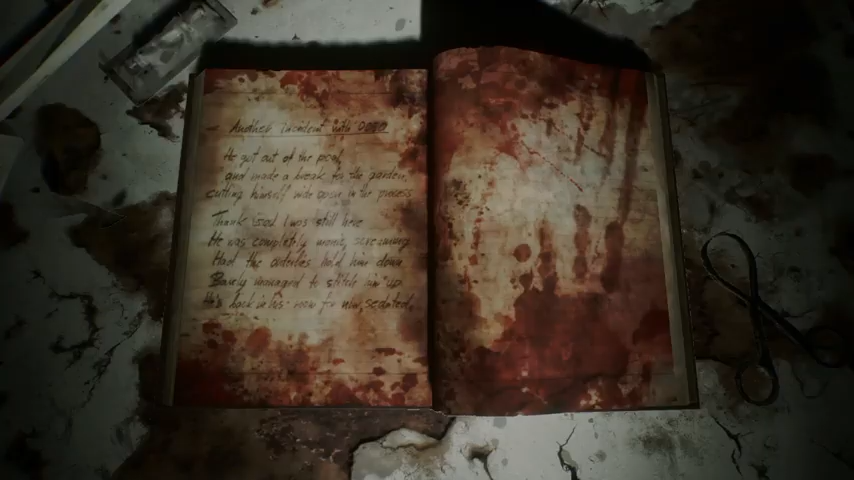 Another incident with 0000
He got out of the pool
and made a break for the garden,
cutting himself wide open in the process
Thank God I was still here
He was completely manic, screaming
Had the orderlies hold him down
Barely managed to stitch him up
He's back in his room for now, sedated.